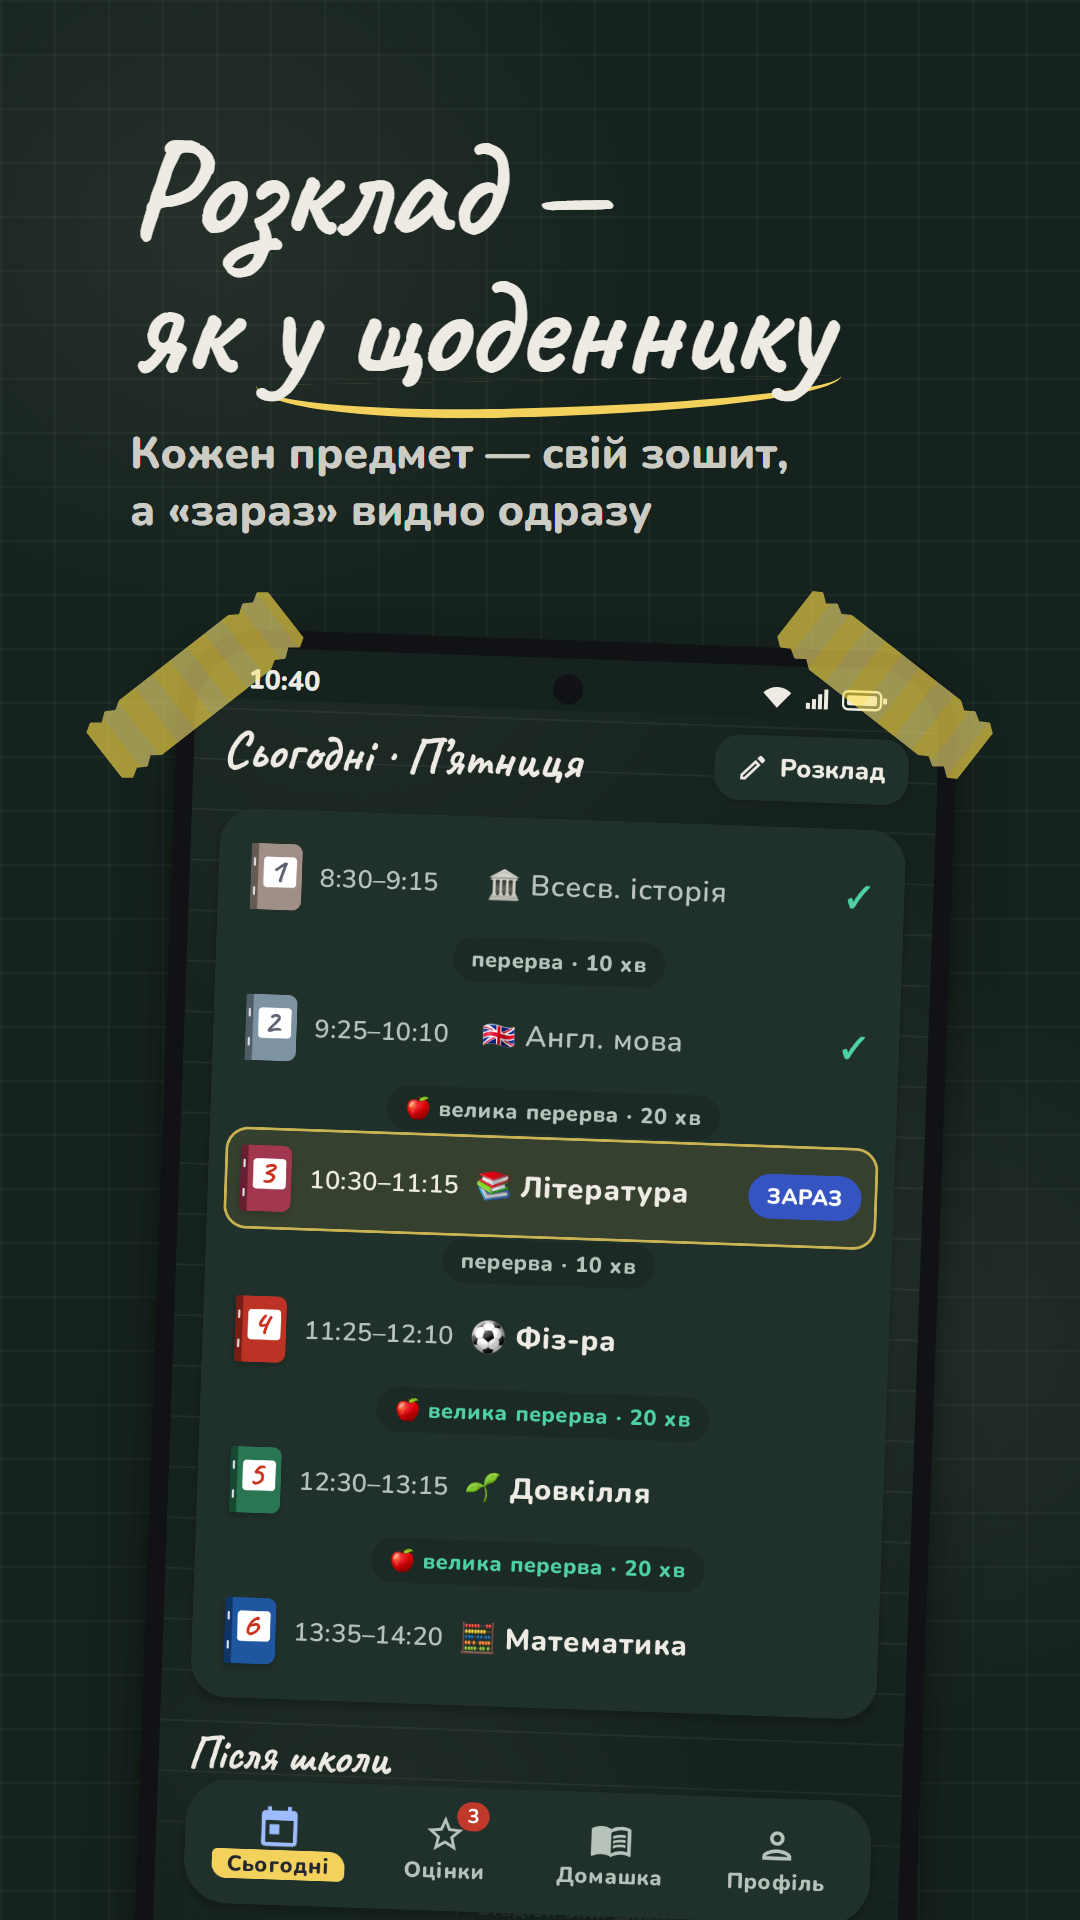 Розклад –
як у щоденнику
Кожен предмет — свій зошит,
а «зараз» видно одразу
10:40
Сьогодні · П'ятниця
Розклад
1 8:30–9:15 Всесв. історія ✓
перерва · 10 хв
2 9:25–10:10 Англ. мова ✓
велика перерва · 20 хв
3 10:30–11:15 Література ЗАРАЗ
перерва · 10 хв
4 11:25–12:10 Фіз-ра
велика перерва · 20 хв
5 12:30–13:15 Довкілля
велика перерва · 20 хв
6 13:35–14:20 Математика
Після школи
3
Сьогодні Оцінки Домашка Профіль